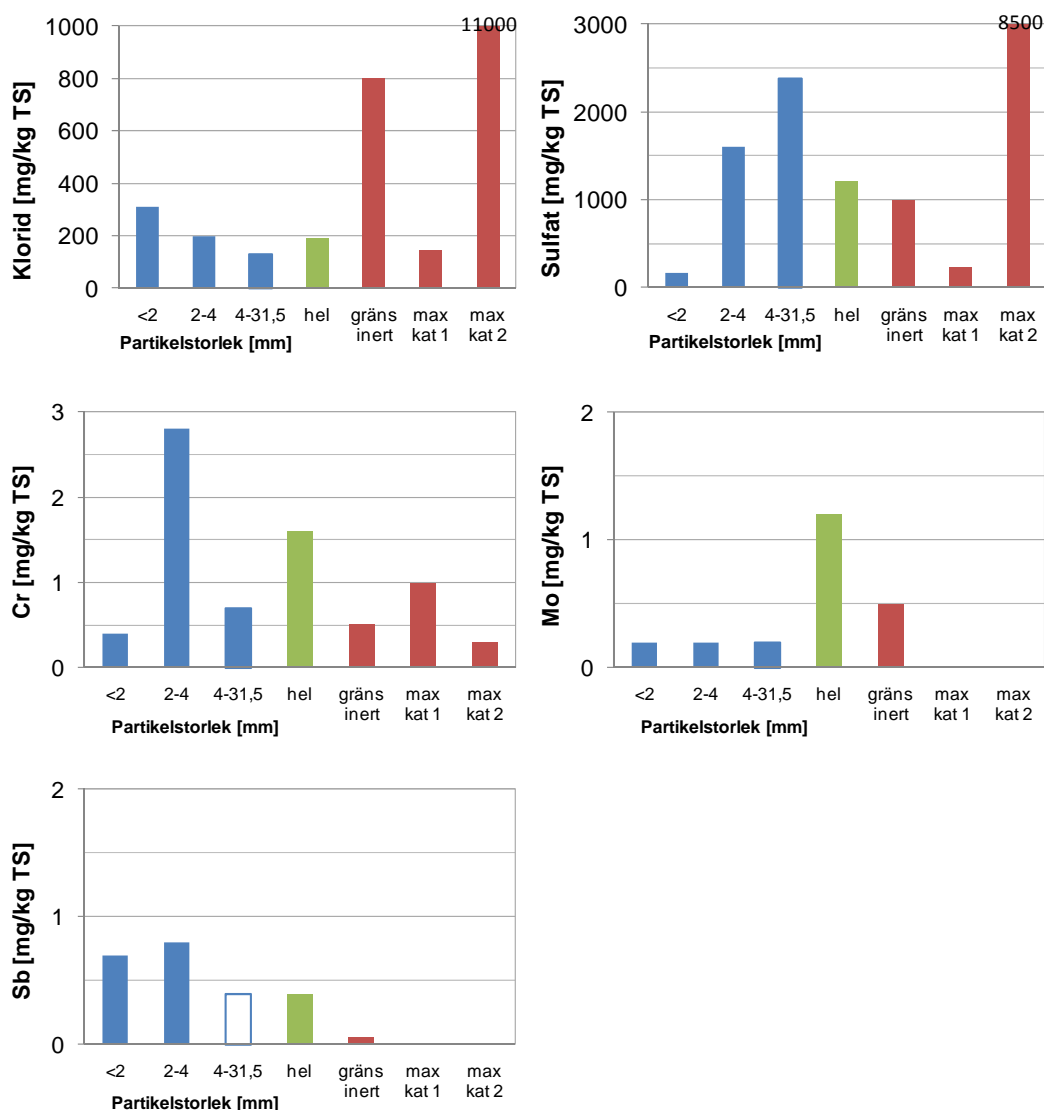 Klorid [mg/kg TS]
1000
800
600
400
200
0
11000
<2 2-4 4-31,5 hel gräns max max
inert kat 1 kat 2
Partikelstorlek [mm]
Sulfat [mg/kg TS]
3000
2000
1000
0
8500
<2 2-4 4-31,5 hel gräns max max
inert kat 1 kat 2
Partikelstorlek [mm]
Cr [mg/kg TS]
3
2
1
0
<2 2-4 4-31,5 hel gräns max max
inert kat 1 kat 2
Partikelstorlek [mm]
Mo [mg/kg TS]
2
1
0
<2 2-4 4-31,5 hel gräns max max
inert kat 1 kat 2
Partikelstorlek [mm]
Sb [mg/kg TS]
2
1
0
<2 2-4 4-31,5 hel gräns max max
inert kat 1 kat 2
Partikelstorlek [mm]